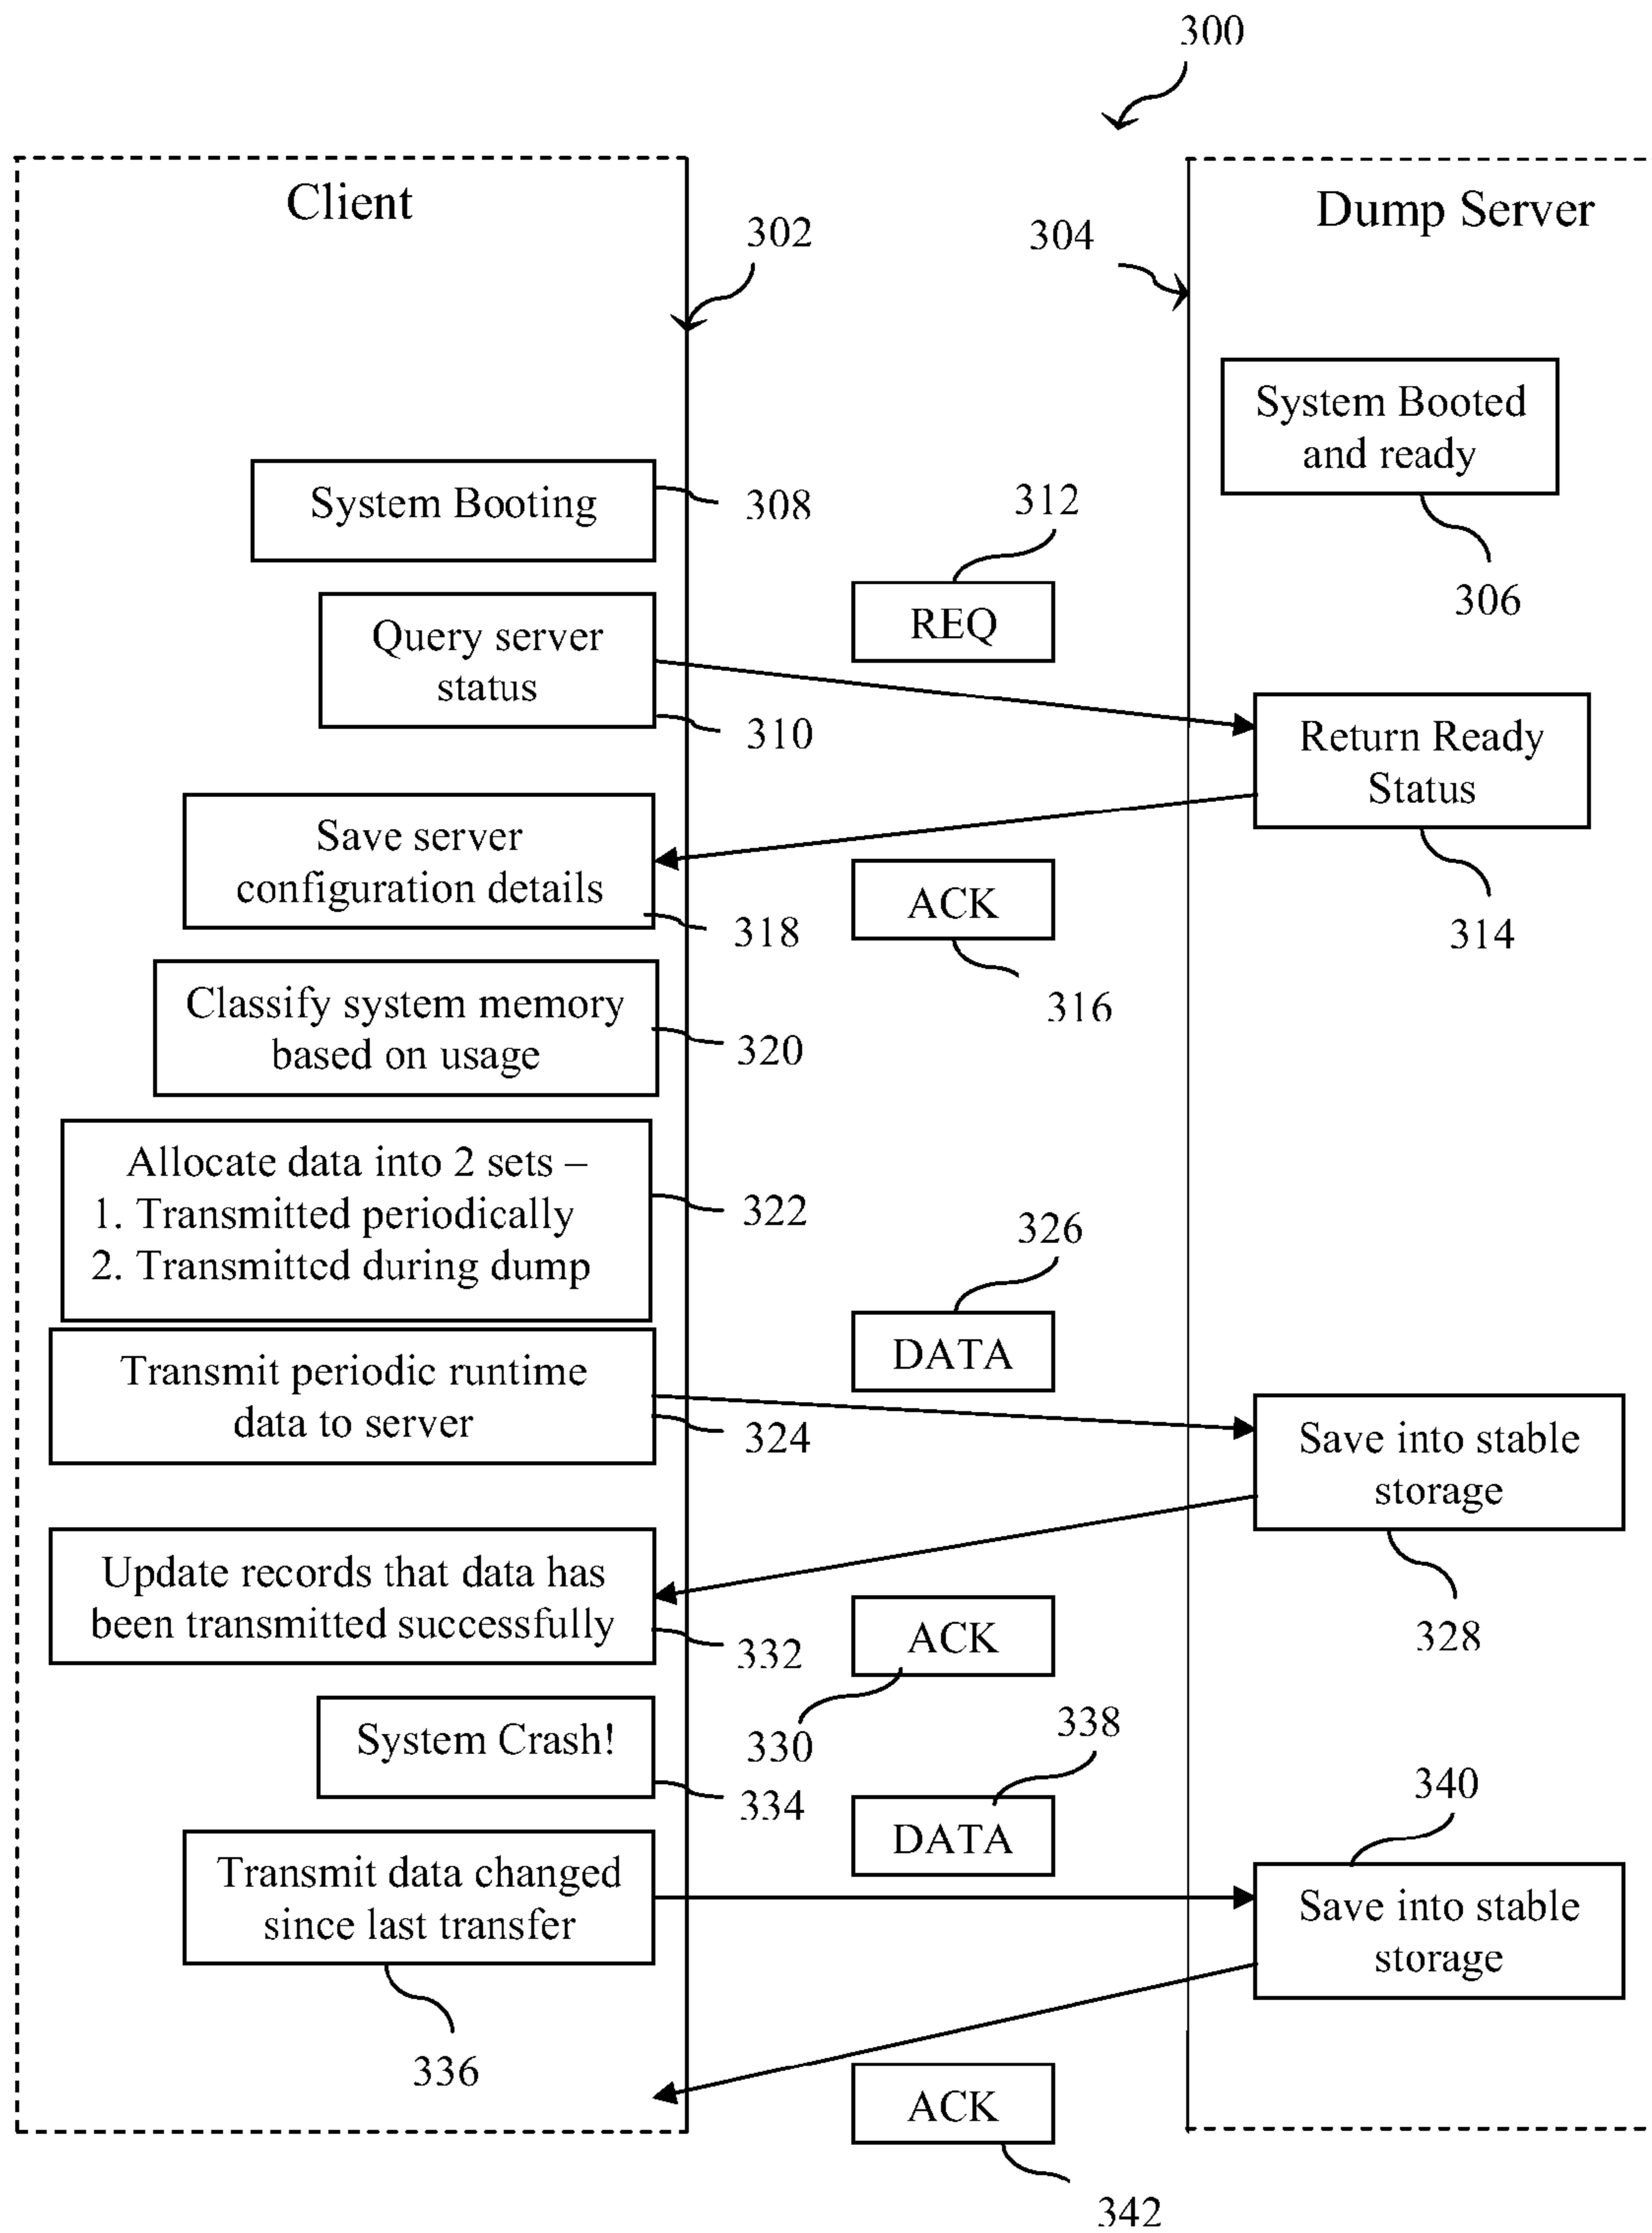 300
Client
Dump Server
302
304
System Booted
and ready
306
System Booting
308
312
REQ
Query server
status
310
Return Ready
Status
314
Save server
configuration details
318
ACK
316
Classify system memory
based on usage
320
Allocate data into 2 sets –
1. Transmitted periodically
2. Transmitted during dump
322
326
DATA
Transmit periodic runtime
data to server
324
Save into stable
storage
328
Update records that data has
been transmitted successfully
332
ACK
330
System Crash!
334
338
DATA
340
Transmit data changed
since last transfer
336
Save into stable
storage
ACK
342